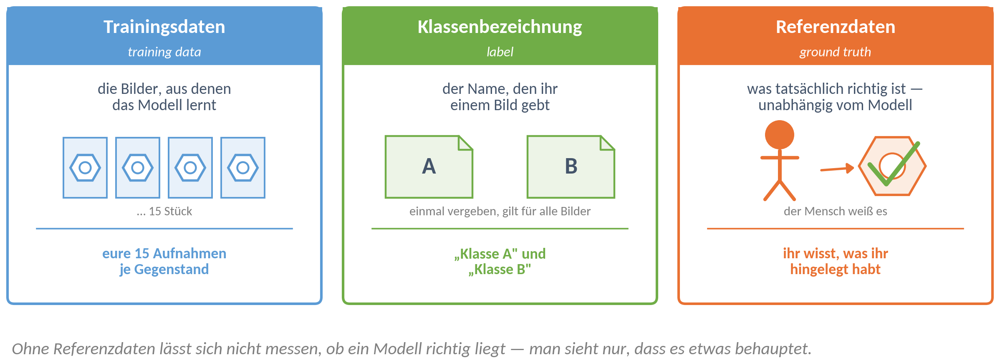 Trainingsdaten
training data
die Bilder, aus denen
das Modell lernt
... 15 Stück
eure 15 Aufnahmen
je Gegenstand
Klassenbezeichnung
label
der Name, den ihr
einem Bild gebt
A
B
einmal vergeben, gilt für alle Bilder
„Klasse A" und
„Klasse B"
Referenzdaten
ground truth
was tatsächlich richtig ist —
unabhängig vom Modell
der Mensch weiß es
ihr wisst, was ihr
hingelegt habt
Ohne Referenzdaten lässt sich nicht messen, ob ein Modell richtig liegt — man sieht nur, dass es etwas behauptet.